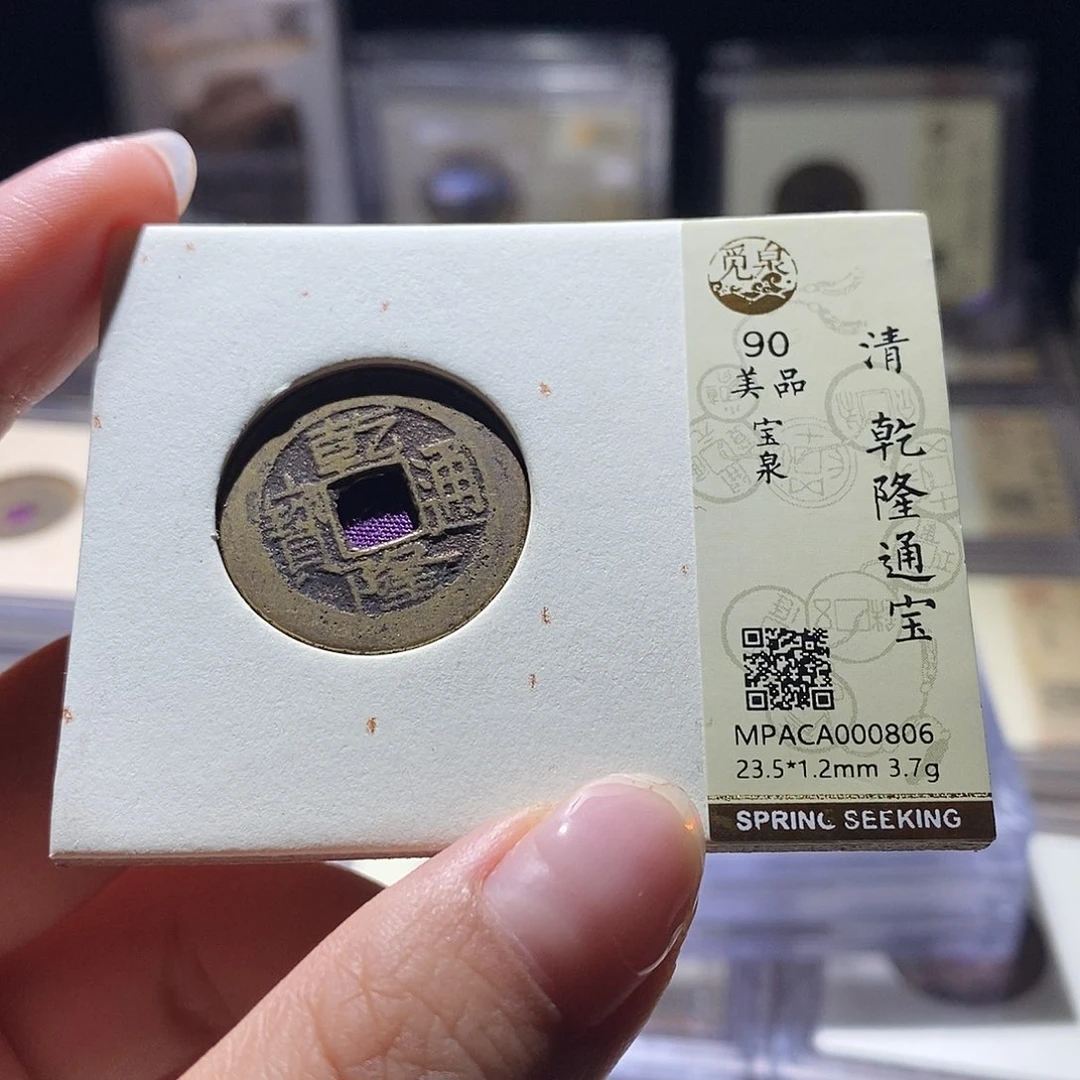 乾隆通寶
觅泉
90
美品
宝泉
清 乾隆通宝
MPACA000806
23.5*1.2mm 3.7g
SPRING SEEKING